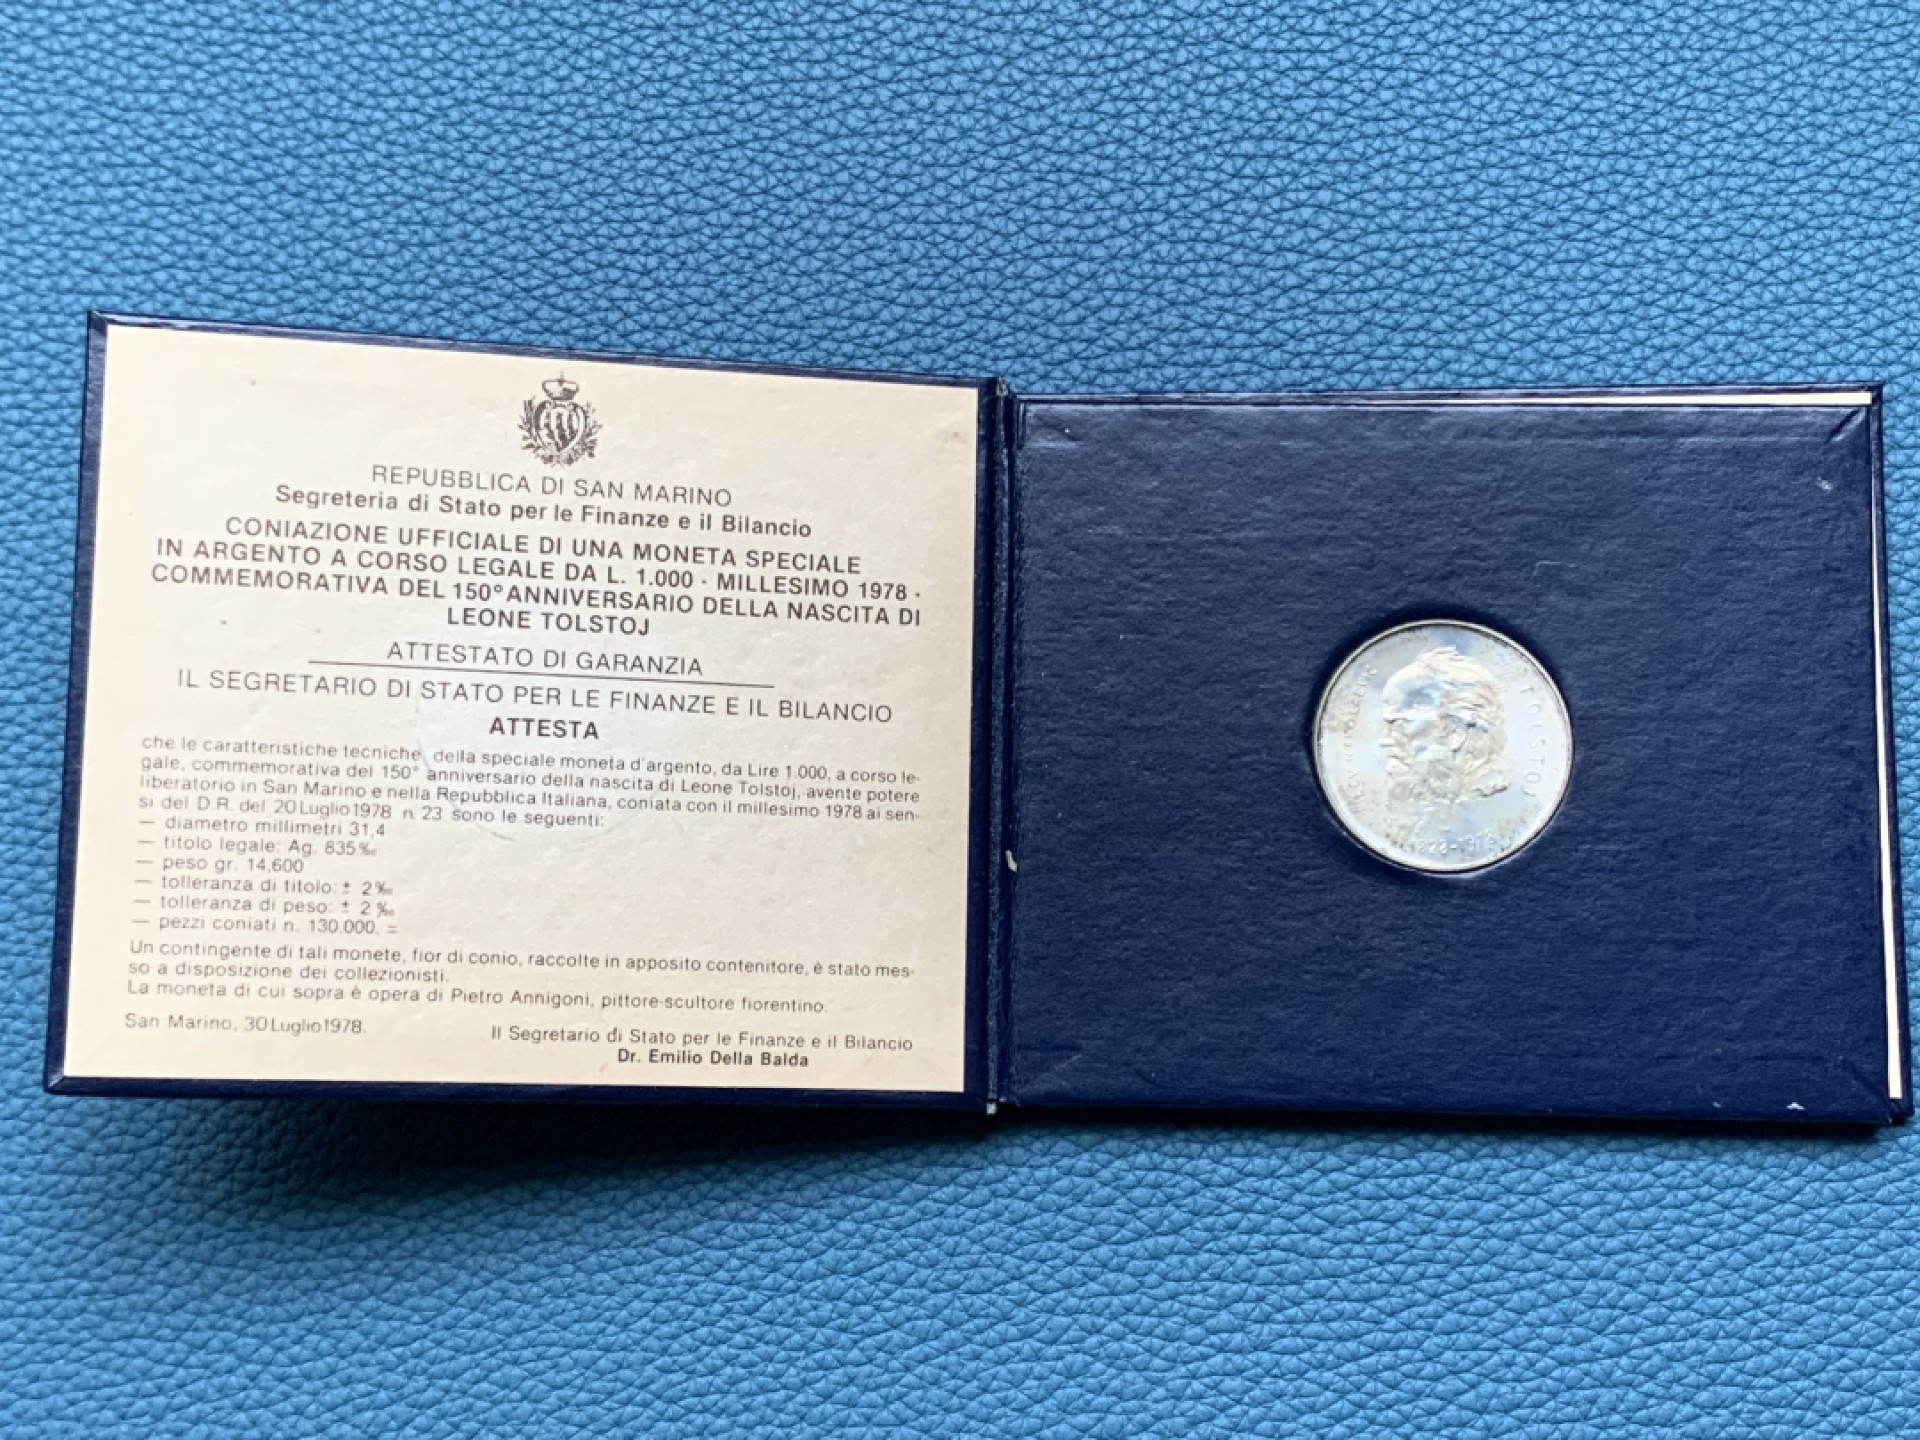 REPUBBLICA DI SAN MARINO
Segreteria di Stato per le Finanze e il Bilancio
CONIAZIONE UFFICIALE DI UNA MONETA SPECIALE
IN ARGENTO A CORSO LEGALE DA L. 1.000 - MILLESIMO 1978 -
COMMEMORATIVA DEL 150° ANNIVERSARIO DELLA NASCITA DI
LEONE TOLSTOJ
ATTESTATO DI GARANZIA
IL SEGRETARIO DI STATO PER LE FINANZE E IL BILANCIO
ATTESTA
che le caratteristiche tecniche della speciale moneta d'argento, da Lire 1.000, a corso le-
gale, commemorativa del 150° anniversario della nascita di Leone Tolstoj, avente potere
liberatorio in San Marino e nella Repubblica Italiana, coniata con il millesimo 1978 ai sen-
si del D.R. del 20 Luglio 1978 n. 23 sono le seguenti:
— diametro millimetri 31,4
— titolo legale: Ag. 835‰
— peso gr. 14,600
— tolleranza di titolo: ± 2‰
— tolleranza di peso: ± 2‰
— pezzi coniati n. 130.000. =
Un contingente di tali monete, fior di conio, raccolte in apposito contenitore, è stato mes-
so a disposizione dei collezionisti.
La moneta di cui sopra è opera di Pietro Annigoni, pittore-scultore fiorentino.
San Marino, 30 Luglio 1978.
Il Segretario di Stato per le Finanze e il Bilancio
Dr. Emilio Della Balda
TOLSTOJ
1828-1978